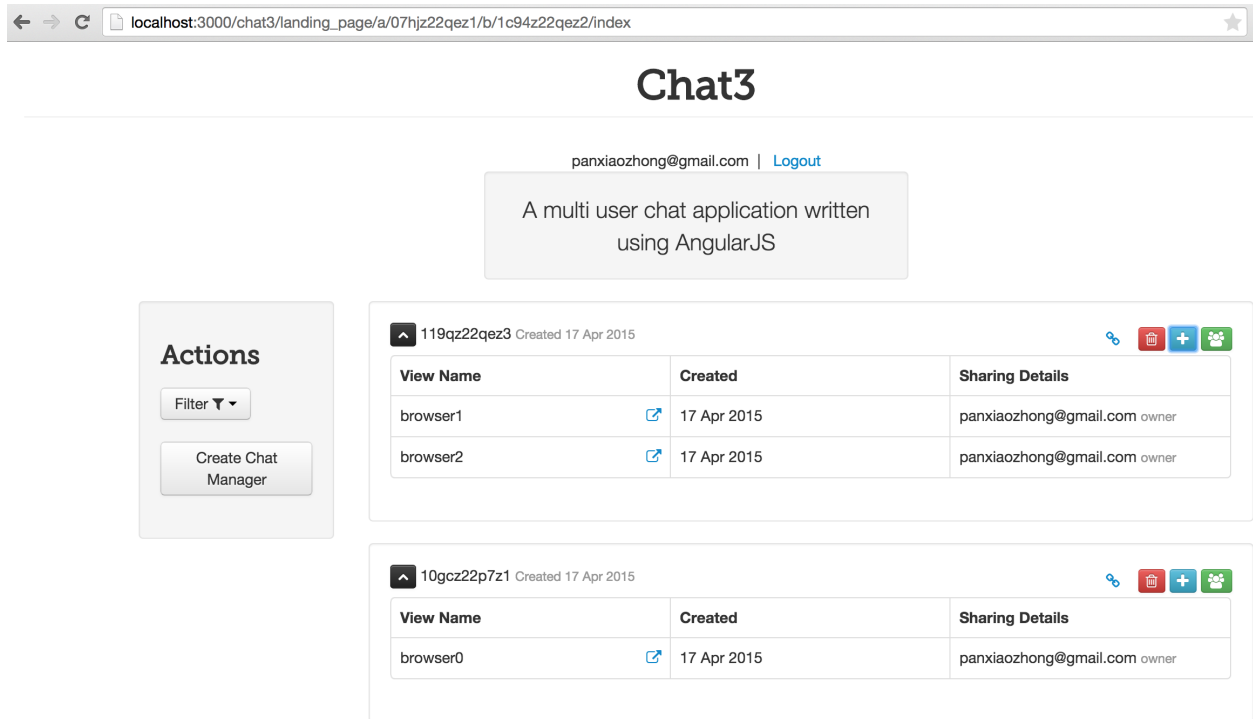 localhost:3000/chat3/landing_page/a/07hjz22qez1/b/1c94z22qez2/index
Chat3
panxiaozhong@gmail.com | Logout
A multi user chat application written
using AngularJS
Actions
Filter
Create Chat
Manager
119qz22qez3 Created 17 Apr 2015
View Name Created Sharing Details
browser1 17 Apr 2015 panxiaozhong@gmail.com owner
browser2 17 Apr 2015 panxiaozhong@gmail.com owner
10gcz22p7z1 Created 17 Apr 2015
View Name Created Sharing Details
browser0 17 Apr 2015 panxiaozhong@gmail.com owner